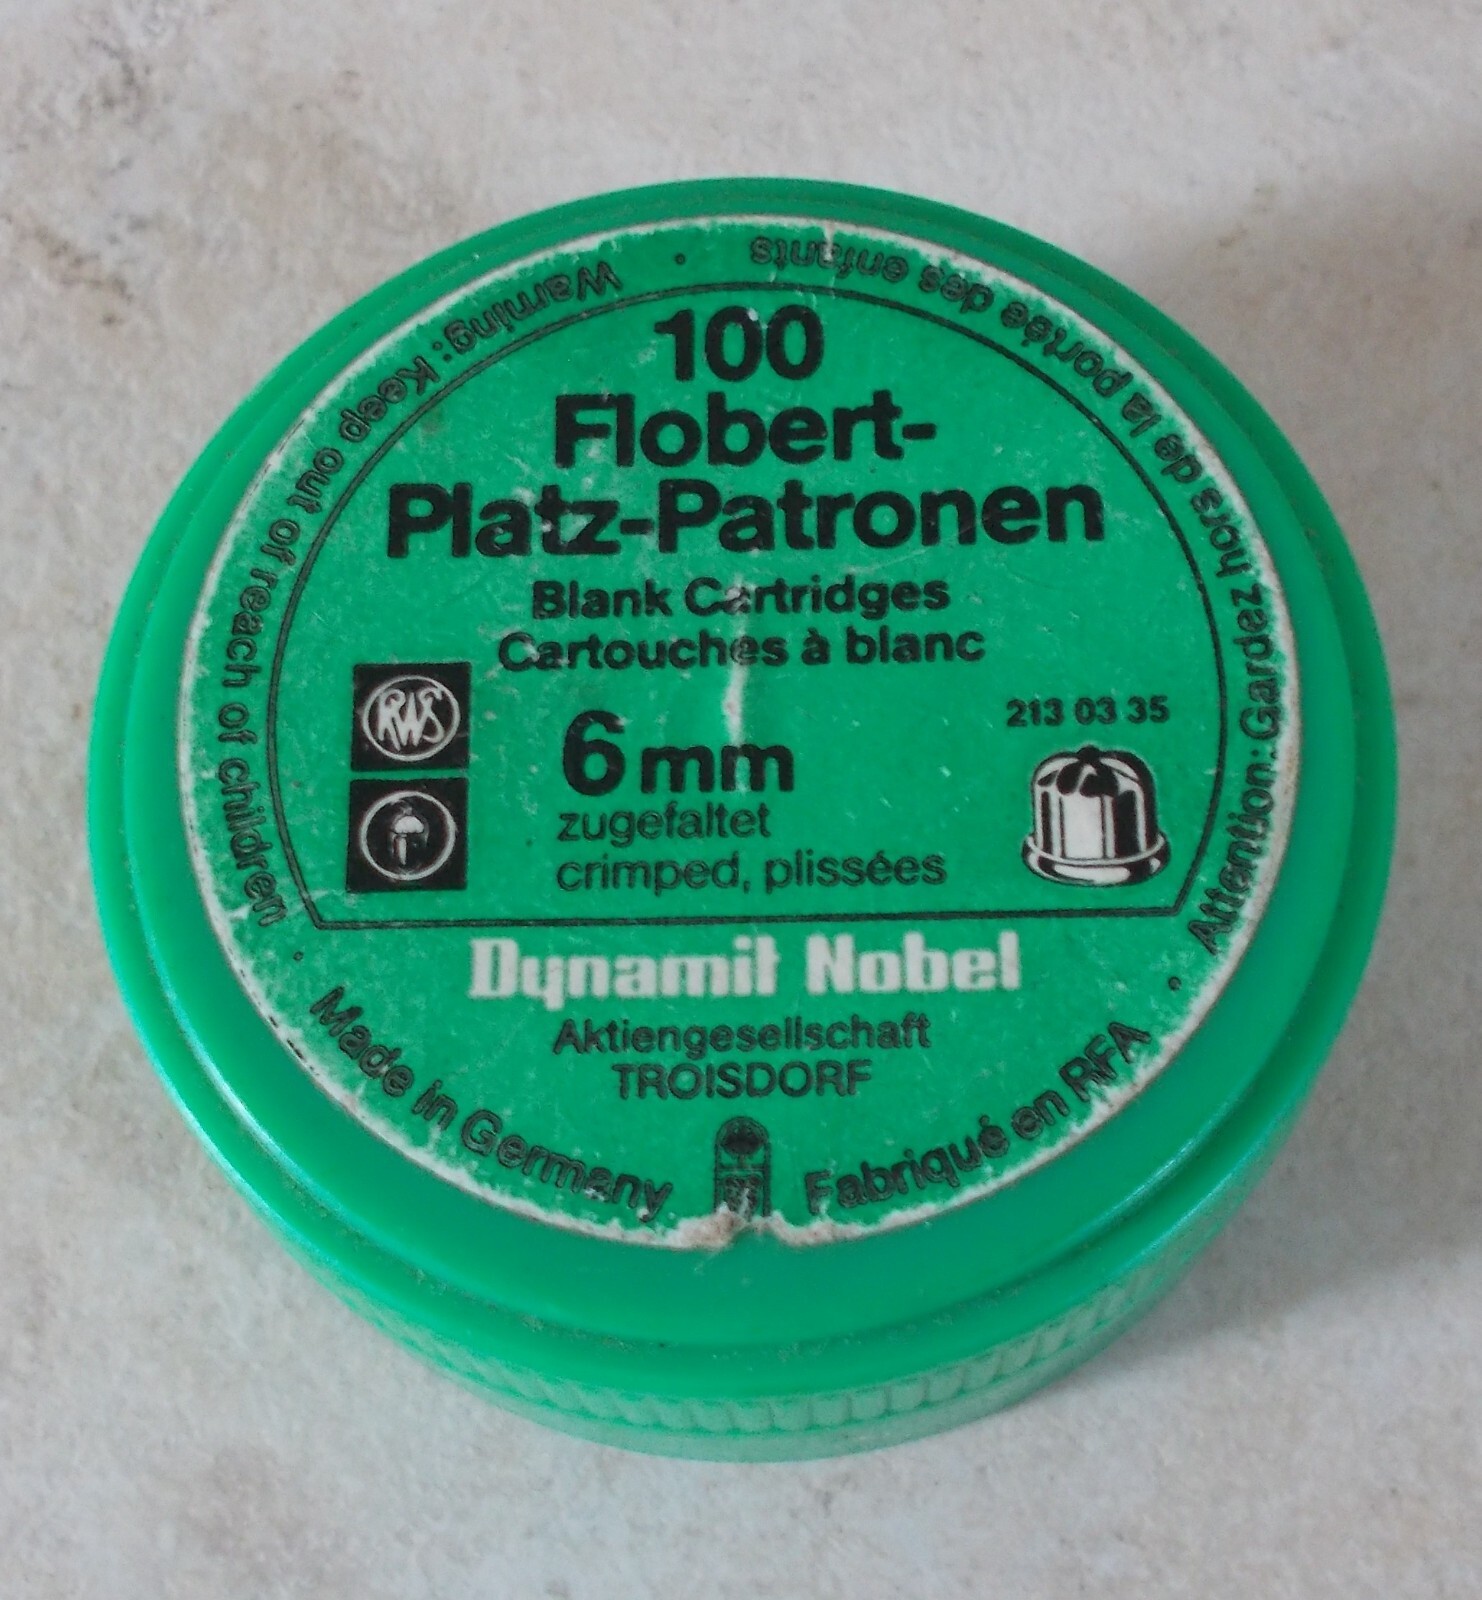 100
Flobert-
Platz-Patronen
Blank Cartridges
Cartouches à blanc
RWS
213 03 35
6 mm
zugefaltet
crimped, plissées
Dynamit Nobel
Aktiengesellschaft
TROISDORF
Warning: Keep out of reach of children
Made in Germany
Fabriqué en RFA
Attention: Gardez hors de la portée des enfants